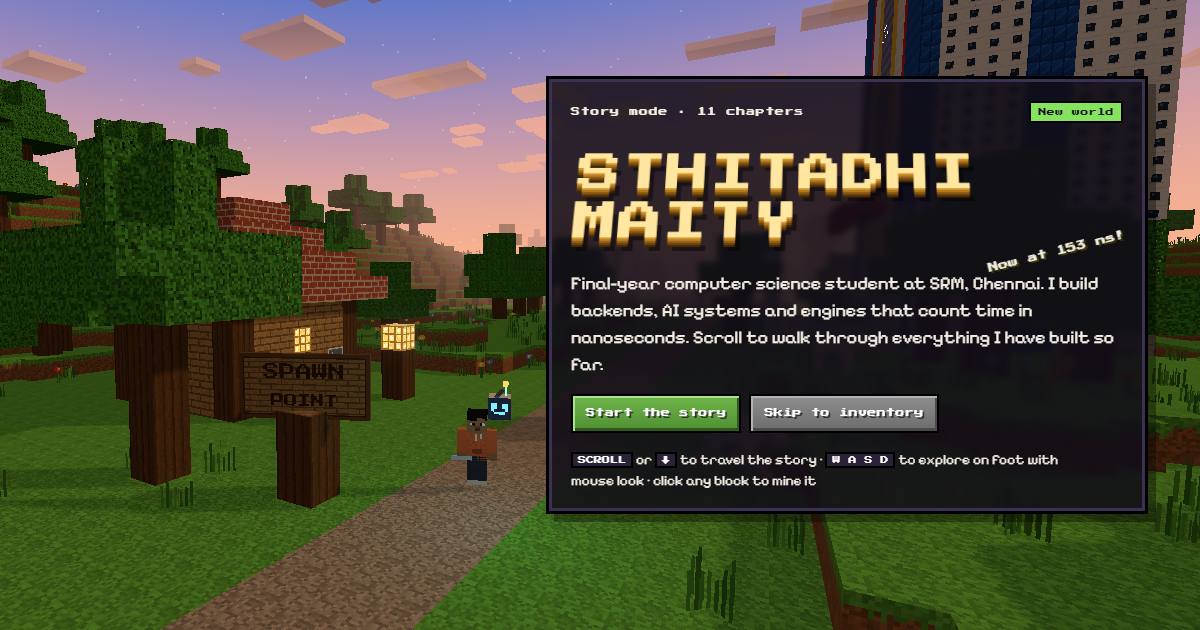 Story mode · 11 chapters
New world
STHITADHI
MAITY
Now at 153 ns!
Final-year computer science student at SRM, Chennai. I build
backends, AI systems and engines that count time in
nanoseconds. Scroll to walk through everything I have built so
far.
Start the story
Skip to inventory
SCROLL or ↓ to travel the story · W A S D to explore on foot with
mouse look · click any block to mine it
SPAWN
POINT